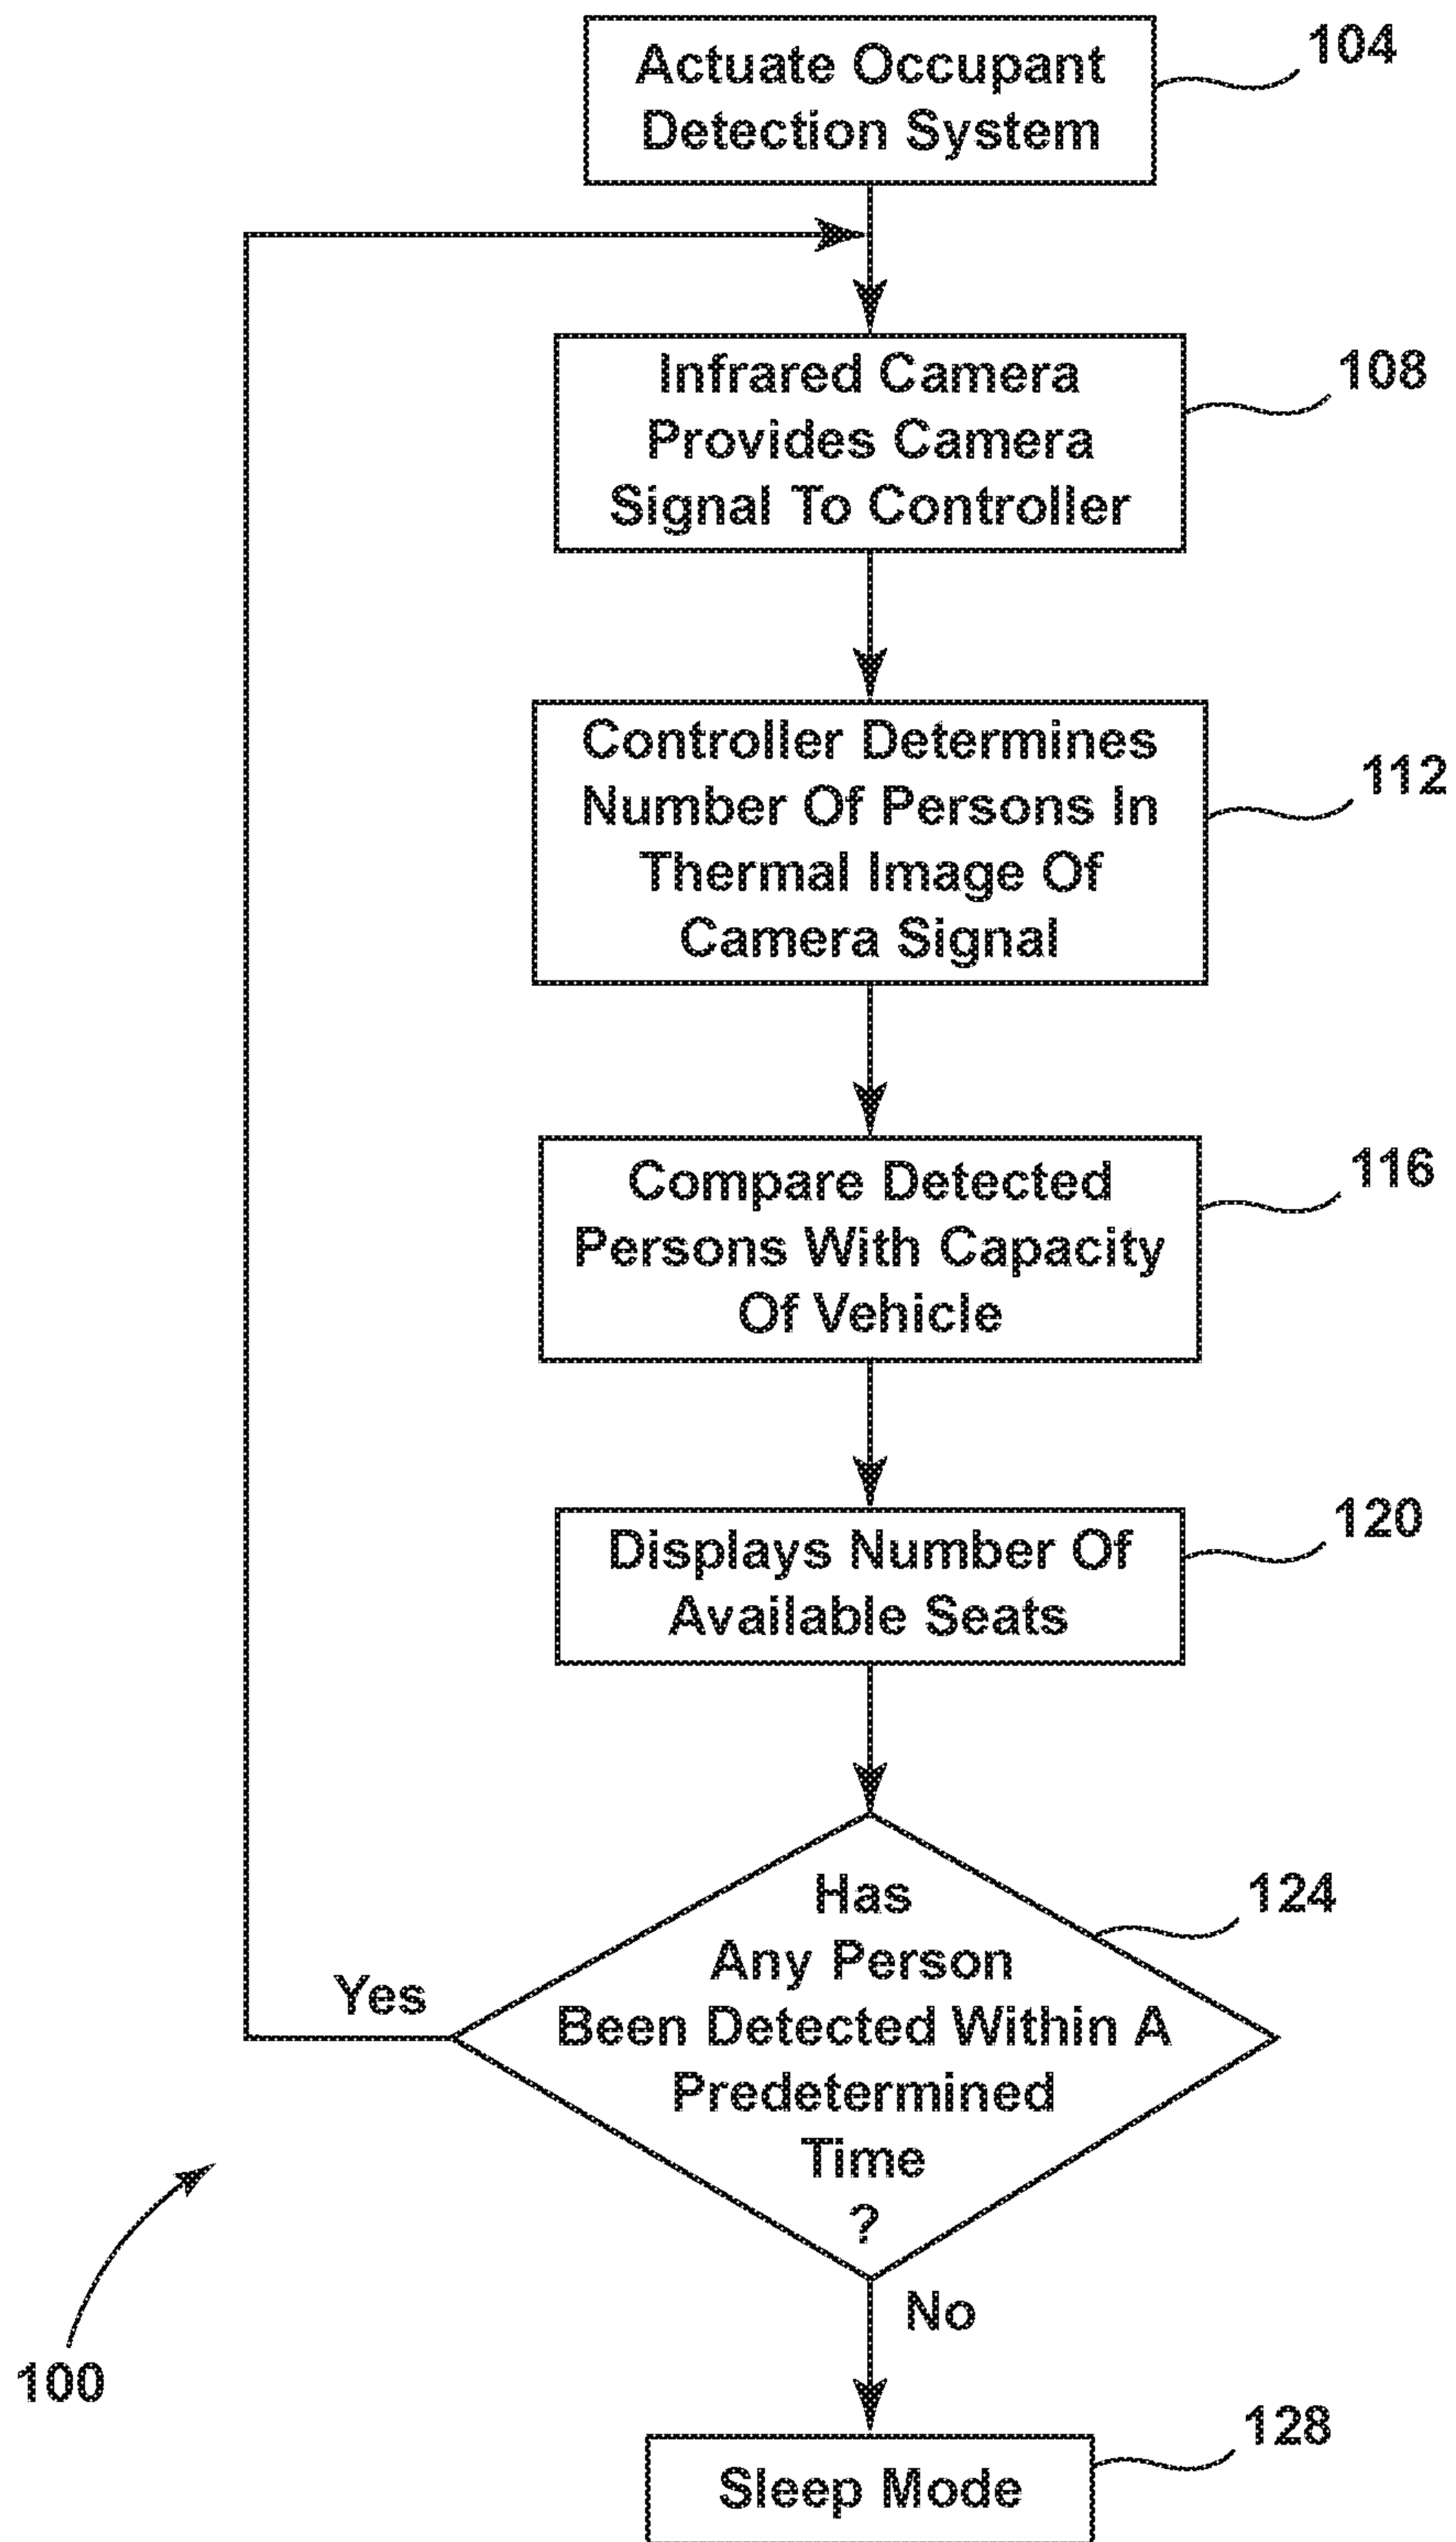 Actuate Occupant
Detection System
104
Infrared Camera
Provides Camera
Signal To Controller
108
Controller Determines
Number Of Persons In
Thermal Image Of
Camera Signal
112
Compare Detected
Persons With Capacity
Of Vehicle
116
Displays Number Of
Available Seats
120
Has
Any Person
Been Detected Within A
Predetermined
Time
?
124
Yes
No
100
Sleep Mode
128